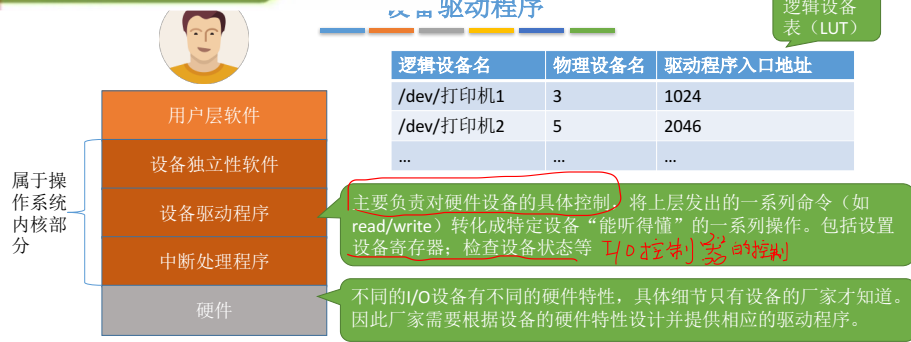 设备驱动程序
逻辑设备
表（LUT）
逻辑设备名 物理设备名 驱动程序入口地址
/dev/打印机1 3 1024
/dev/打印机2 5 2046
… … …
用户层软件
设备独立性软件
设备驱动程序
中断处理程序
硬件
属于操
作系统
内核部
分
主要负责对硬件设备的具体控制，将上层发出的一系列命令（如
read/write）转化成特定设备“能听得懂”的一系列操作。包括设置
设备寄存器；检查设备状态等
I/O控制器的控制
不同的I/O设备有不同的硬件特性，具体细节只有设备的厂家才知道。
因此厂家需要根据设备的硬件特性设计并提供相应的驱动程序。